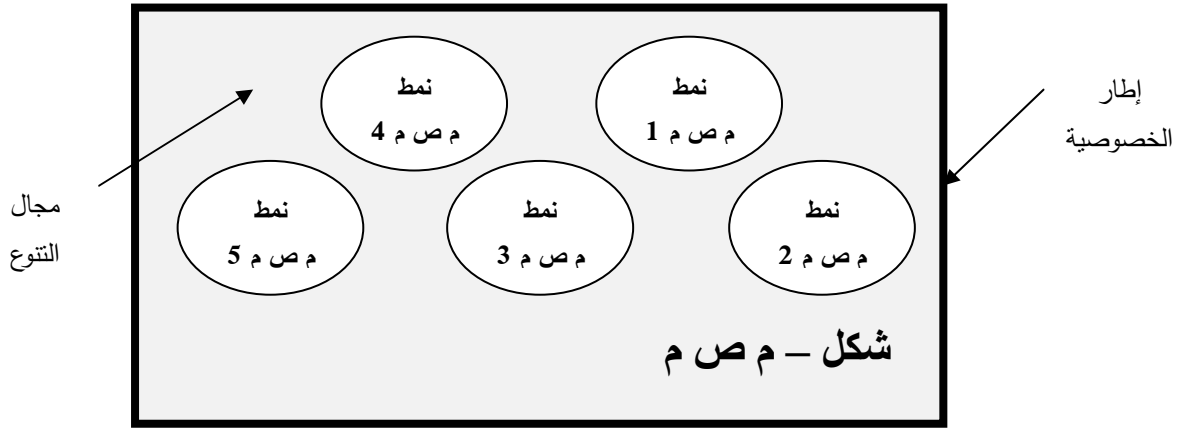 إطار
الخصوصية
نمط
م ص م 1
نمط
م ص م 4
نمط
م ص م 2
نمط
م ص م 3
نمط
م ص م 5
مجال
التنوع
شكل – م ص م